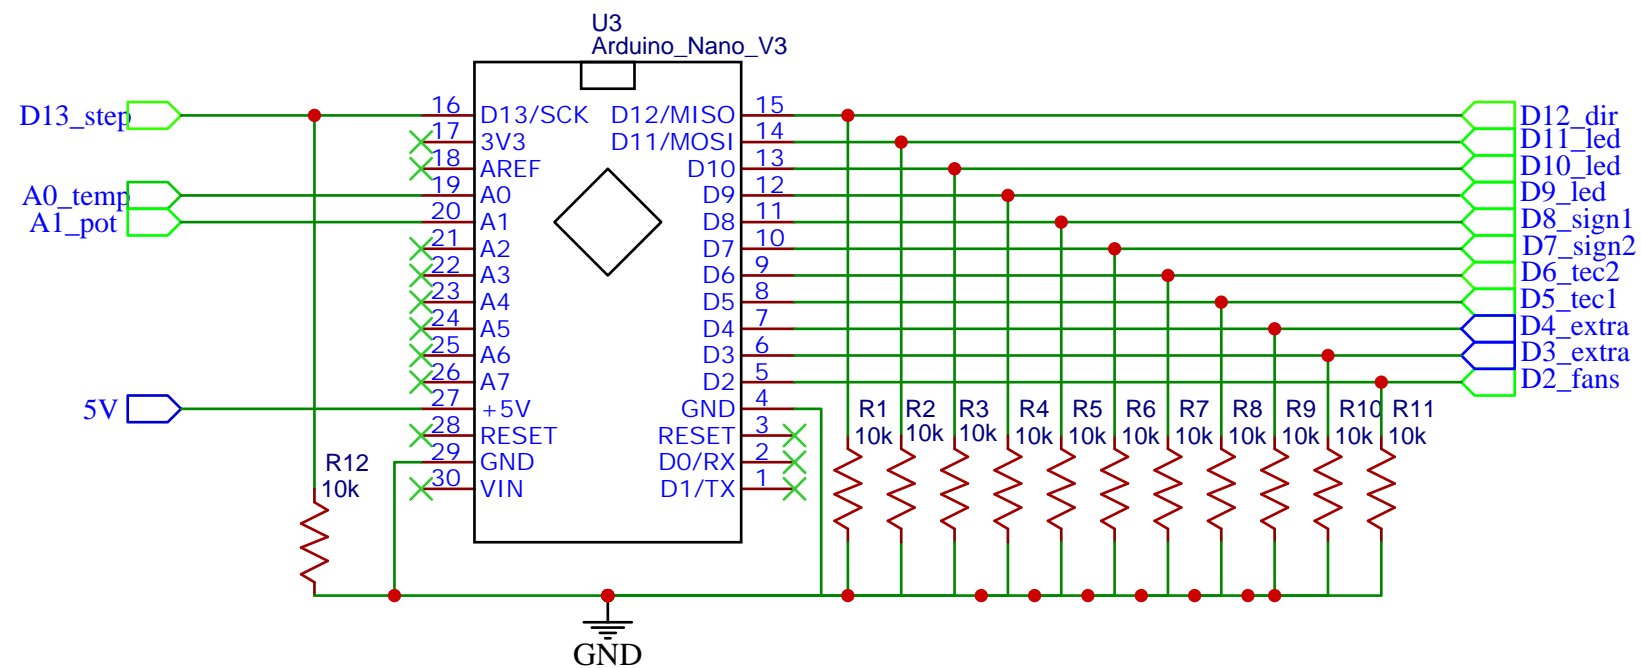 U3
Arduino_Nano_V3
D13_step
16 D13/SCK D12/MISO 15
D12_dir
17 3V3 D11/MOSI 14
D11_led
18 AREF D10 13
D10_led
A0_temp
19 A0 D9 12
D9_led
A1_pot
20 A1 D8 11
D8_sign1
21 A2 D7 10
D7_sign2
22 A3 D6 9
D6_tec2
23 A4 D5 8
D5_tec1
24 A5 D4 7
D4_extra
25 A6 D3 6
D3_extra
26 A7 D2 5
D2_fans
5V
27 +5V GND 4
28 RESET RESET 3
29 GND D0/RX 2
30 VIN D1/TX 1
R1 R2 R3 R4 R5 R6 R7 R8 R9 R10 R11
10k 10k 10k 10k 10k 10k 10k 10k 10k 10k 10k
R12
10k
GND